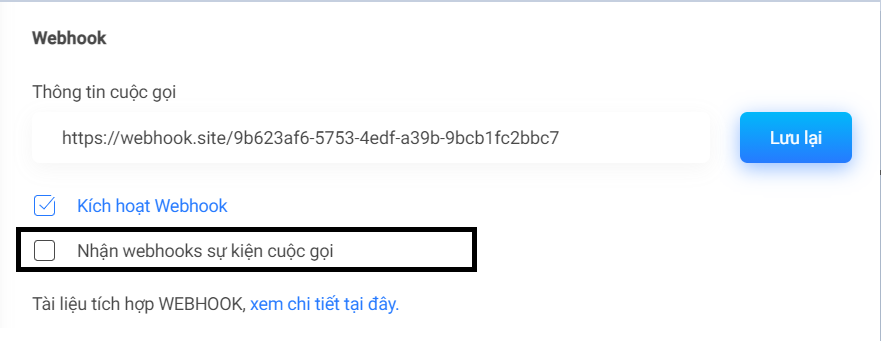 Webhook
Thông tin cuộc gọi
https://webhook.site/9b623af6-5753-4edf-a39b-9bcb1fc2bbc7
Lưu lại
Kích hoạt Webhook
Nhận webhooks sự kiện cuộc gọi
Tài liệu tích hợp WEBHOOK, xem chi tiết tại đây.